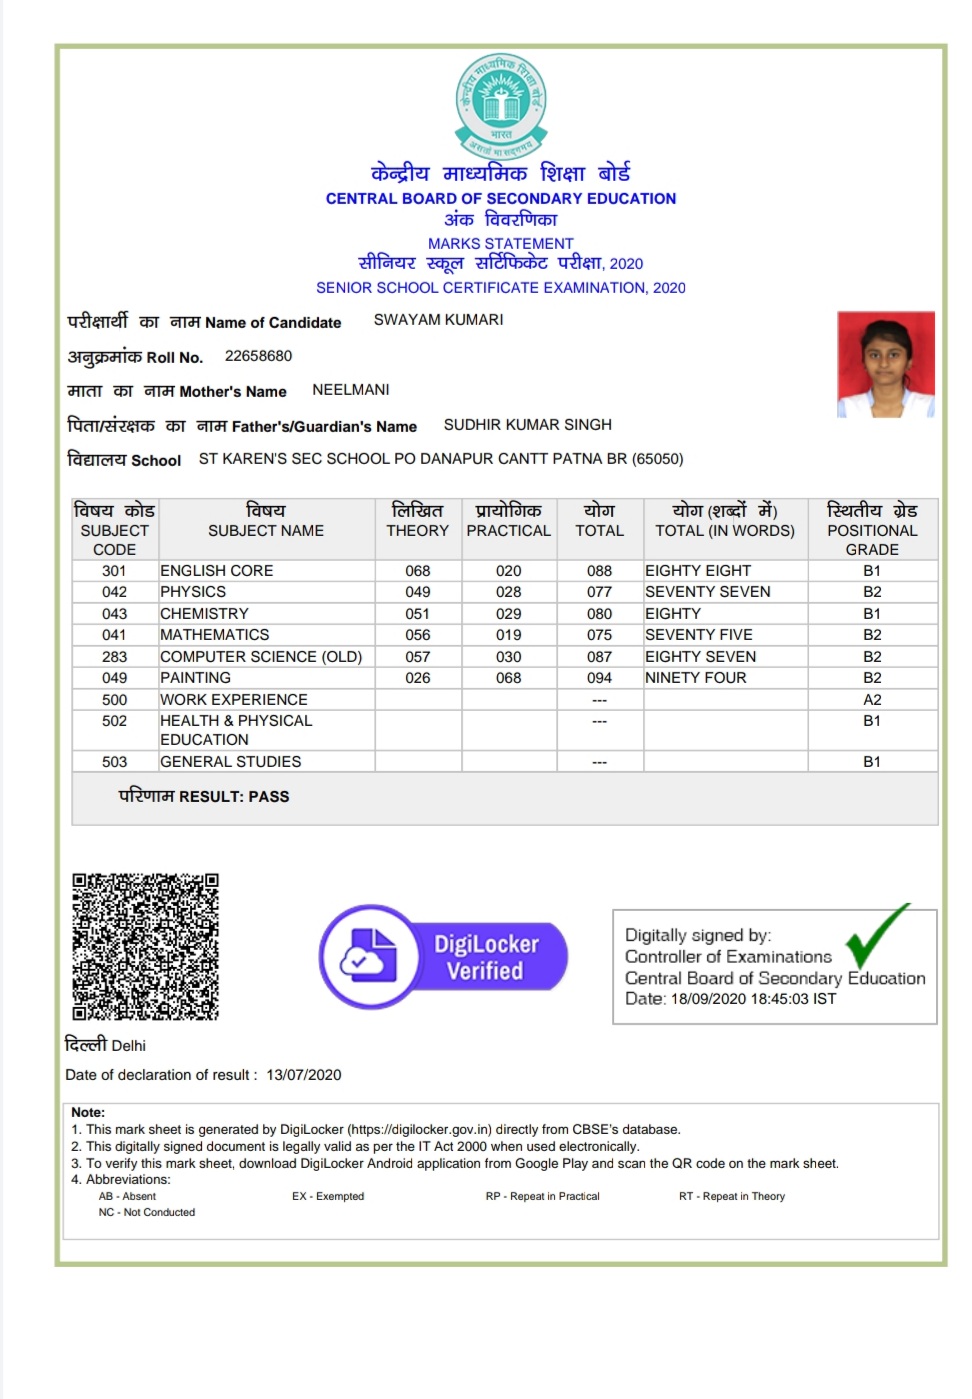 केन्द्रीय माध्यमिक शिक्षा बोर्ड
भारत
असतो मा सद्गमय
केन्द्रीय माध्यमिक शिक्षा बोर्ड
CENTRAL BOARD OF SECONDARY EDUCATION
अंक विवरणिका
MARKS STATEMENT
सीनियर स्कूल सर्टिफिकेट परीक्षा, 2020
SENIOR SCHOOL CERTIFICATE EXAMINATION, 2020
परीक्षार्थी का नाम Name of Candidate SWAYAM KUMARI
अनुक्रमांक Roll No. 22658680
माता का नाम Mother's Name NEELMANI
पिता/संरक्षक का नाम Father's/Guardian's Name SUDHIR KUMAR SINGH
विद्यालय School ST KAREN'S SEC SCHOOL PO DANAPUR CANTT PATNA BR (65050)
विषय कोड विषय लिखित प्रायोगिक योग योग (शब्दों में) स्थितीय ग्रेड
SUBJECT SUBJECT NAME THEORY PRACTICAL TOTAL TOTAL (IN WORDS) POSITIONAL
CODE GRADE
301 ENGLISH CORE 068 020 088 EIGHTY EIGHT B1
042 PHYSICS 049 028 077 SEVENTY SEVEN B2
043 CHEMISTRY 051 029 080 EIGHTY B1
041 MATHEMATICS 056 019 075 SEVENTY FIVE B2
283 COMPUTER SCIENCE (OLD) 057 030 087 EIGHTY SEVEN B2
049 PAINTING 026 068 094 NINETY FOUR B2
500 WORK EXPERIENCE --- A2
502 HEALTH & PHYSICAL --- B1
EDUCATION
503 GENERAL STUDIES --- B1
परिणाम RESULT: PASS
DigiLocker
Verified
Digitally signed by:
Controller of Examinations
Central Board of Secondary Education
Date: 18/09/2020 18:45:03 IST
दिल्ली Delhi
Date of declaration of result : 13/07/2020
Note:
1. This mark sheet is generated by DigiLocker (https://digilocker.gov.in) directly from CBSE's database.
2. This digitally signed document is legally valid as per the IT Act 2000 when used electronically.
3. To verify this mark sheet, download DigiLocker Android application from Google Play and scan the QR code on the mark sheet.
4. Abbreviations:
AB - Absent EX - Exempted RP - Repeat in Practical RT - Repeat in Theory
NC - Not Conducted